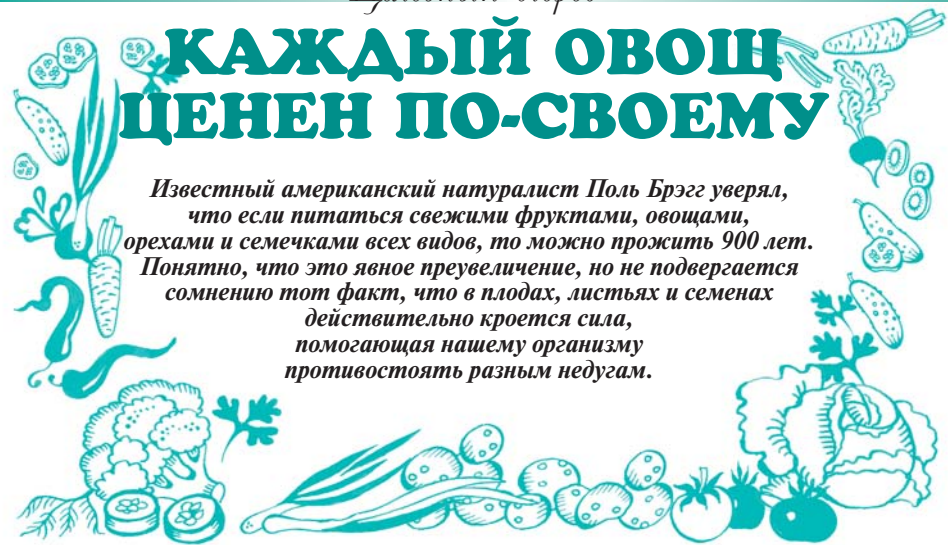 КАЖДЫЙ ОВОЩ
ЦЕНЕН ПО-СВОЕМУ
Известный американский натуралист Поль Брэгг уверял,
что если питаться свежими фруктами, овощами,
орехами и семечками всех видов, то можно прожить 900 лет.
Понятно, что это явное преувеличение, но не подвергается
сомнению тот факт, что в плодах, листьях и семенах
действительно кроется сила,
помогающая нашему организму
противостоять разным недугам.